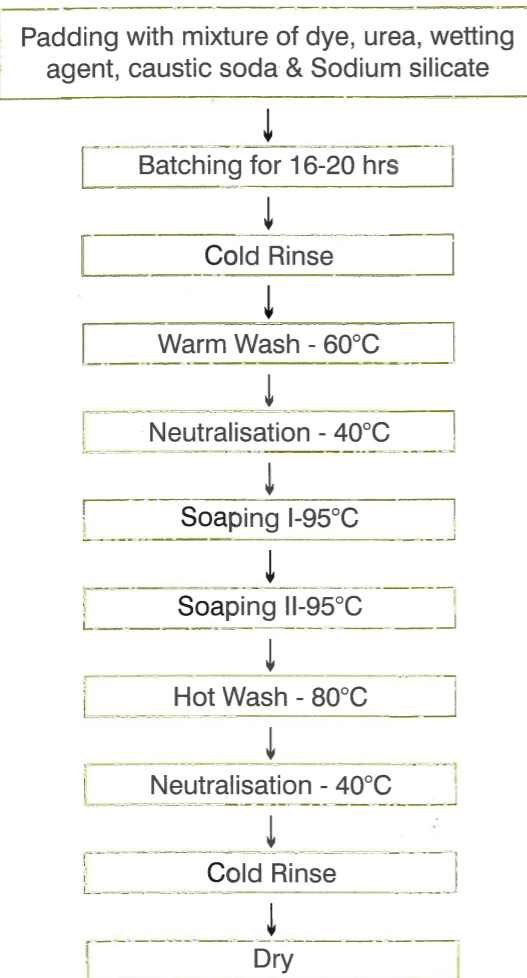 Padding with mixture of dye, urea, wetting
agent, caustic soda & Sodium silicate
Batching for 16-20 hrs
Cold Rinse
Warm Wash - 60°C
Neutralisation - 40°C
Soaping I-95°C
Soaping II-95°C
Hot Wash - 80°C
Neutralisation - 40°C
Cold Rinse
Dry